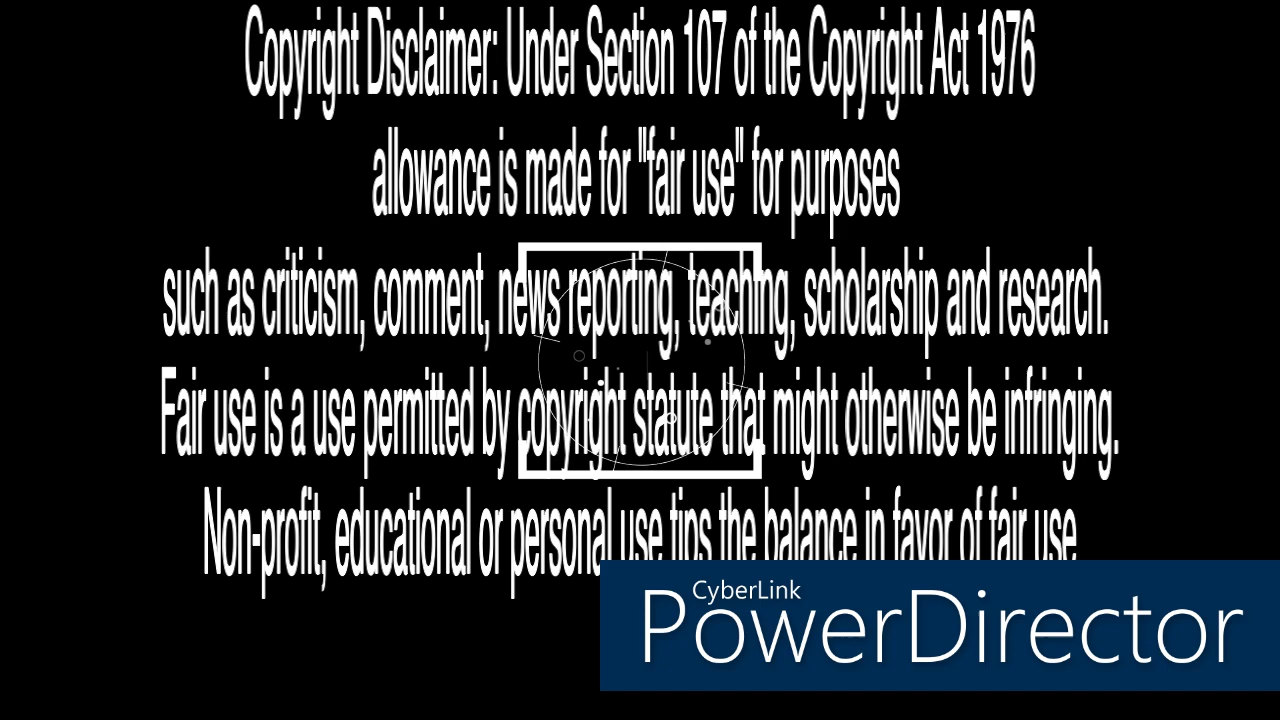 Copyright Disclaimer: Under Section 107 of the Copyright Act 1976
allowance is made for "fair use" for purposes
such as criticism, comment, news reporting, teaching, scholarship and research.
Fair use is a use permitted by copyright statute that might otherwise be infringing.
Non-profit, educational or personal use tips the balance in favor of fair use
CyberLink
PowerDirector